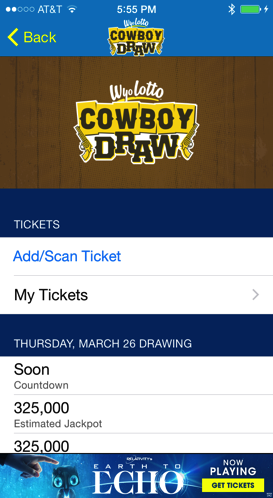 AT&T 5:55 PM
Back
Wyolotto
COWBOY
DRAW
Wyolotto
COWBOY
DRAW
TICKETS
Add/Scan Ticket
My Tickets
THURSDAY, MARCH 26 DRAWING
Soon
Countdown
325,000
Estimated Jackpot
325,000
RELATIVITY'S
EARTH TO
ECHO
NOW
PLAYING
GET TICKETS